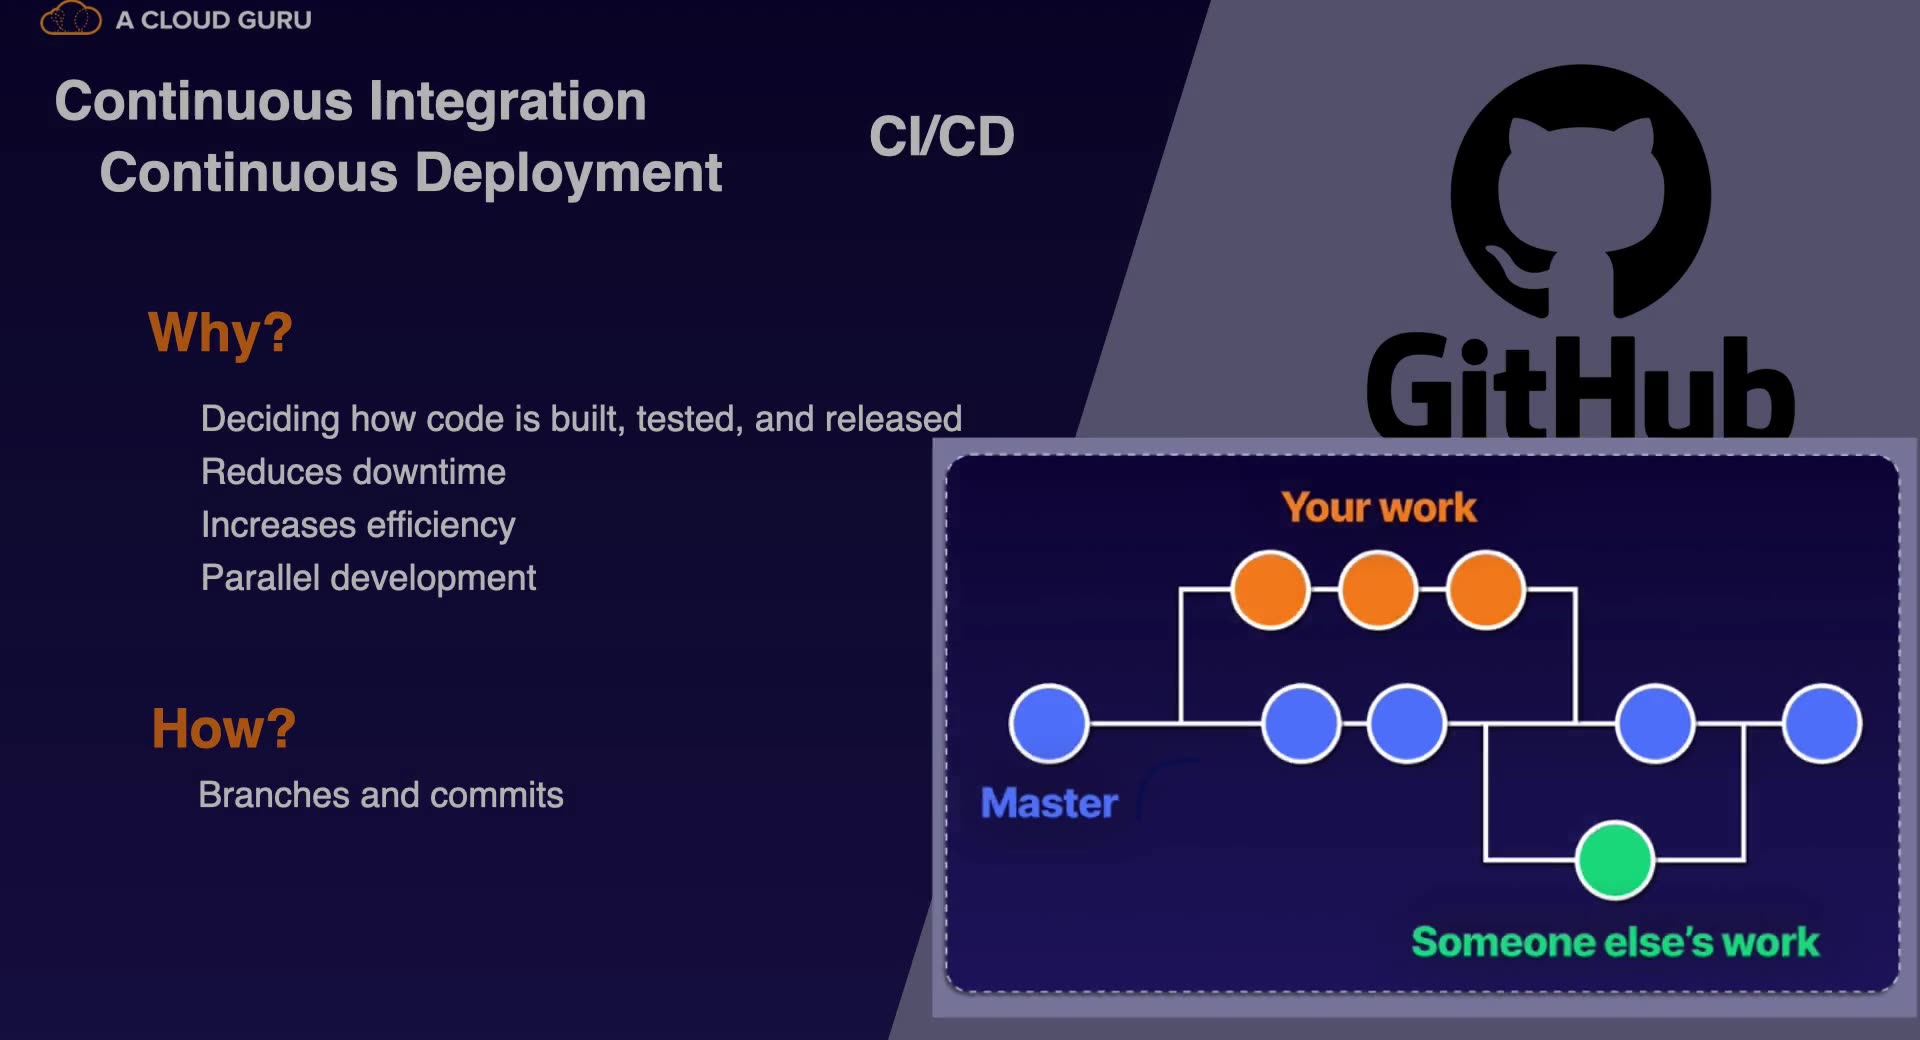 A CLOUD GURU
Continuous Integration
Continuous Deployment
CI/CD
Why?
Deciding how code is built, tested, and released
Reduces downtime
Increases efficiency
Parallel development
How?
Branches and commits
GitHub
Your work
Master
Someone else's work